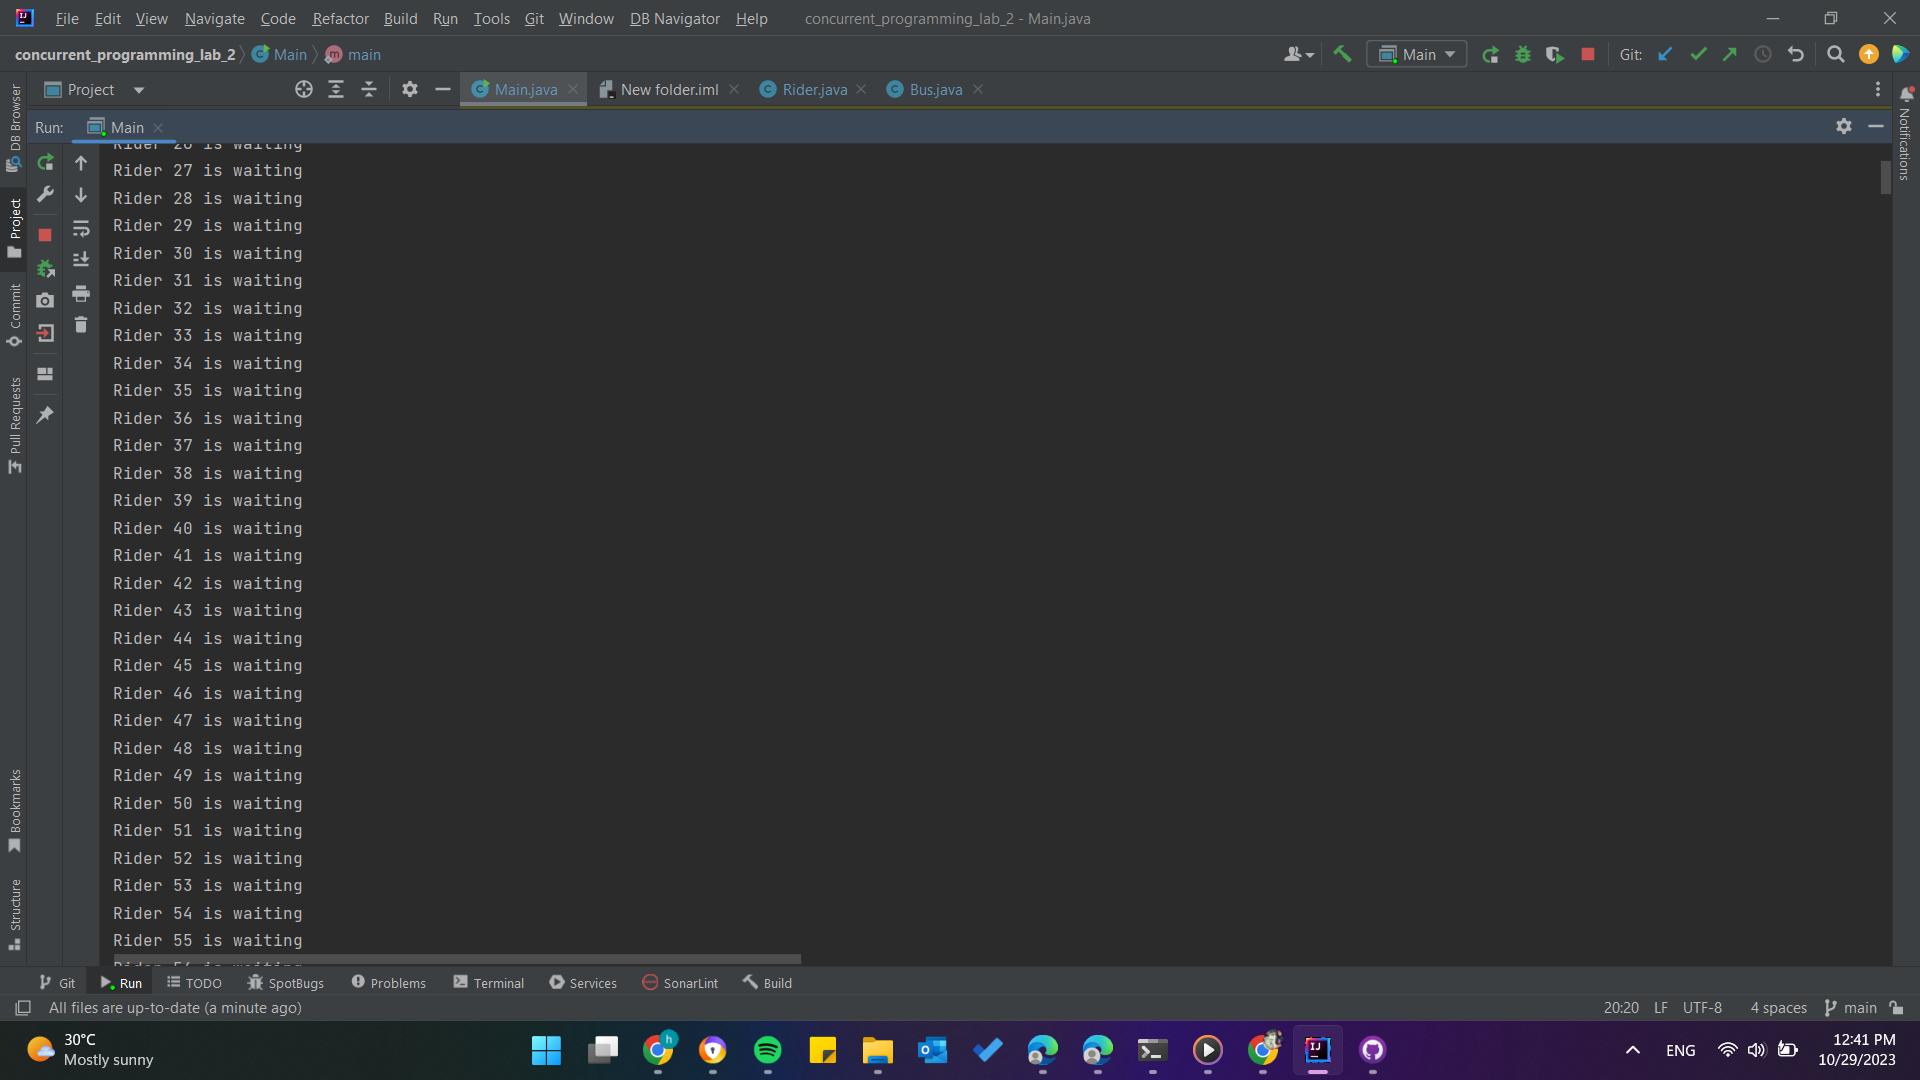 File Edit View Navigate Code Refactor Build Run Tools Git Window DB Navigator Help concurrent_programming_lab_2 - Main.java
concurrent_programming_lab_2 Main main Main Git:
Project Main.java New folder.iml Rider.java Bus.java
Run: Main
DB Browser
Project
Commit
Pull Requests
Bookmarks
Structure
Notifications
Rider 26 is waiting
Rider 27 is waiting
Rider 28 is waiting
Rider 29 is waiting
Rider 30 is waiting
Rider 31 is waiting
Rider 32 is waiting
Rider 33 is waiting
Rider 34 is waiting
Rider 35 is waiting
Rider 36 is waiting
Rider 37 is waiting
Rider 38 is waiting
Rider 39 is waiting
Rider 40 is waiting
Rider 41 is waiting
Rider 42 is waiting
Rider 43 is waiting
Rider 44 is waiting
Rider 45 is waiting
Rider 46 is waiting
Rider 47 is waiting
Rider 48 is waiting
Rider 49 is waiting
Rider 50 is waiting
Rider 51 is waiting
Rider 52 is waiting
Rider 53 is waiting
Rider 54 is waiting
Rider 55 is waiting
Git Run TODO SpotBugs Problems Terminal Services SonarLint Build
All files are up-to-date (a minute ago) 20:20 LF UTF-8 4 spaces main
30°C
Mostly sunny
ENG
12:41 PM
10/29/2023